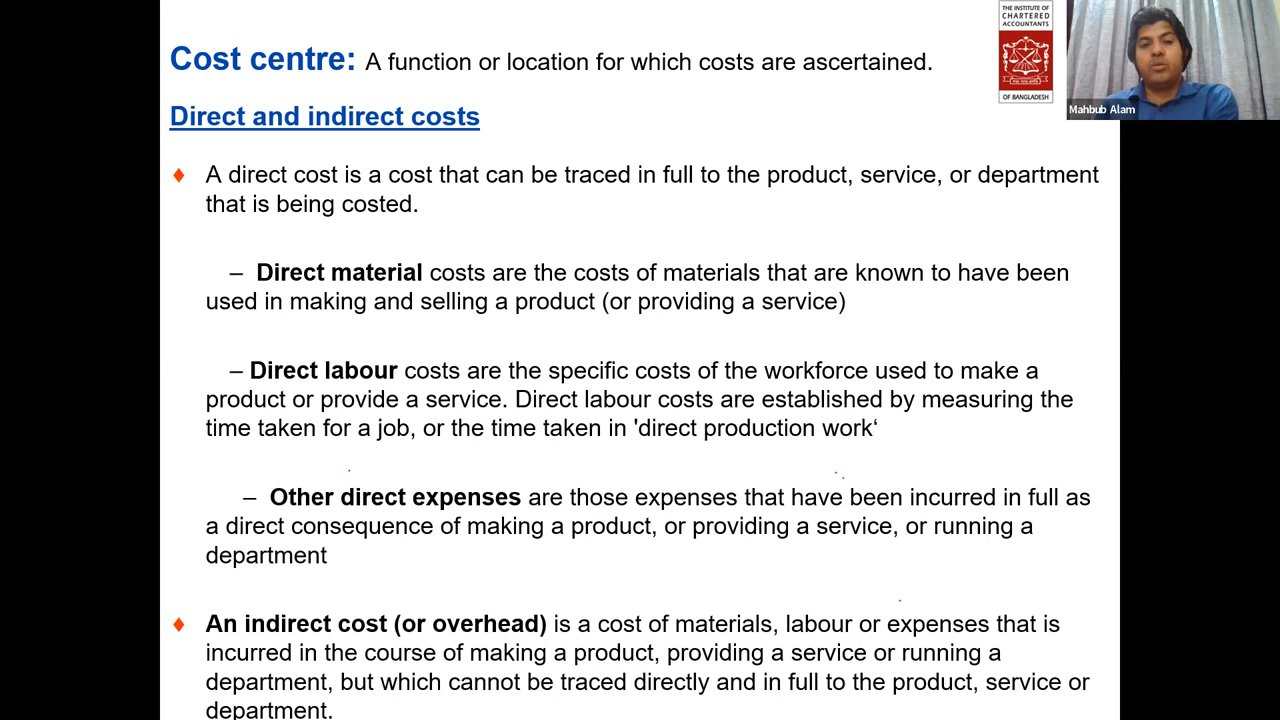 Cost centre: A function or location for which costs are ascertained.
THE INSTITUTE OF
CHARTERED
ACCOUNTANTS
OF BANGLADESH
Mahbub Alam
Direct and indirect costs
♦ A direct cost is a cost that can be traced in full to the product, service, or department
that is being costed.
– Direct material costs are the costs of materials that are known to have been
used in making and selling a product (or providing a service)
– Direct labour costs are the specific costs of the workforce used to make a
product or provide a service. Direct labour costs are established by measuring the
time taken for a job, or the time taken in 'direct production work‘
– Other direct expenses are those expenses that have been incurred in full as
a direct consequence of making a product, or providing a service, or running a
department
♦ An indirect cost (or overhead) is a cost of materials, labour or expenses that is
incurred in the course of making a product, providing a service or running a
department, but which cannot be traced directly and in full to the product, service or
department.